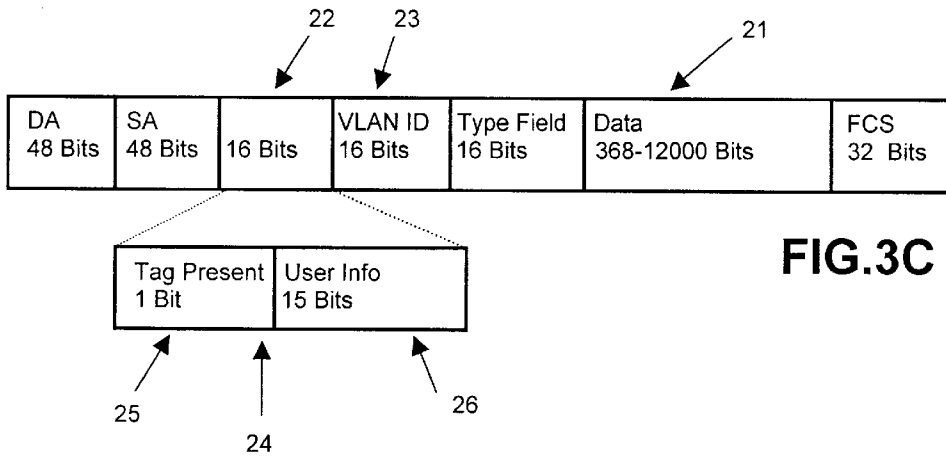 22
23
21
DA
48 Bits
SA
48 Bits
16 Bits
VLAN ID
16 Bits
Type Field
16 Bits
Data
368-12000 Bits
FCS
32 Bits
Tag Present
1 Bit
User Info
15 Bits
FIG.3C
25
24
26